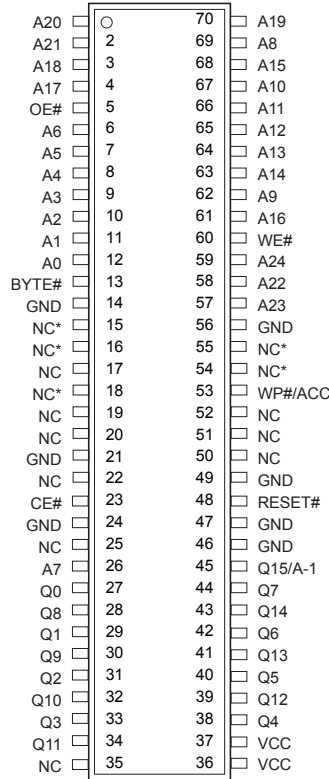 A20 70 A19
A21 2 69 A8
A18 3 68 A15
A17 4 67 A10
OE# 5 66 A11
A6 6 65 A12
A5 7 64 A13
A4 8 63 A14
A3 9 62 A9
A2 10 61 A16
A1 11 60 WE#
A0 12 59 A24
BYTE# 13 58 A22
GND 14 57 A23
NC* 15 56 GND
NC* 16 55 NC*
NC 17 54 NC*
NC* 18 53 WP#/ACC
NC 19 52 NC
NC 20 51 NC
GND 21 50 NC
NC 22 49 GND
CE# 23 48 RESET#
GND 24 47 GND
NC 25 46 GND
A7 26 45 Q15/A-1
Q0 27 44 Q7
Q8 28 43 Q14
Q1 29 42 Q6
Q9 30 41 Q13
Q2 31 40 Q5
Q10 32 39 Q12
Q3 33 38 Q4
Q11 34 37 VCC
NC 35 36 VCC